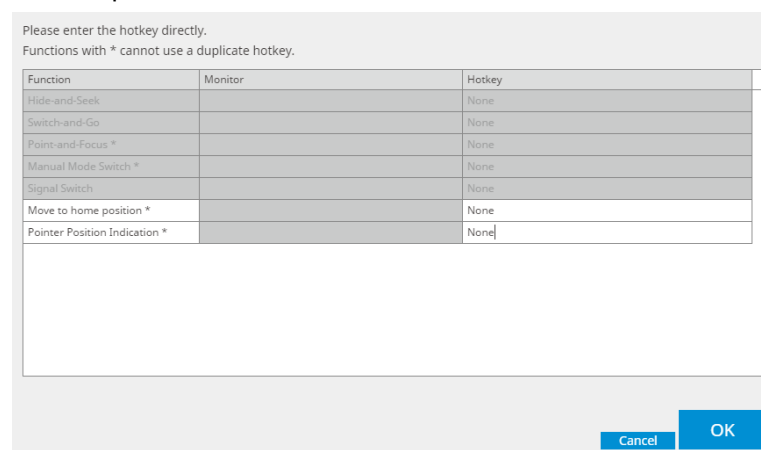 Please enter the hotkey directly.
Functions with * cannot use a duplicate hotkey.
Function Monitor Hotkey
Hide-and-Seek None
Switch-and-Go None
Point-and-Focus * None
Manual Mode Switch * None
Signal Switch None
Move to home position * None
Pointer Position Indication * None
Cancel OK